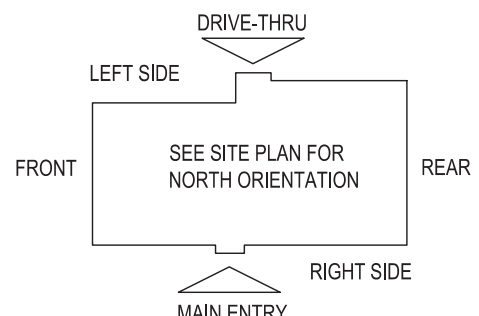 DRIVE-THRU
LEFT SIDE
SEE SITE PLAN FOR
NORTH ORIENTATION
FRONT
REAR
RIGHT SIDE
MAIN ENTRY